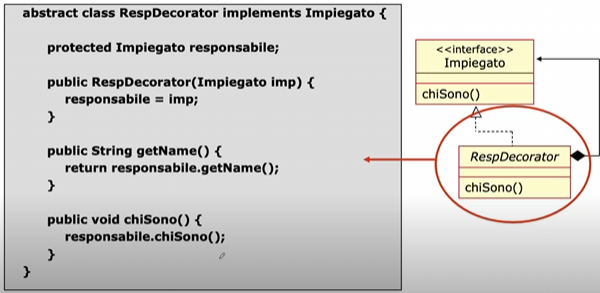 abstract class RespDecorator implements Impiegato {
protected Impiegato responsabile;
public RespDecorator(Impiegato imp) {
responsabile = imp;
}
public String getName() {
return responsabile.getName();
}
public void chiSono() {
responsabile.chiSono();
}
}
<<interface>>
Impiegato
chiSono()
RespDecorator
chiSono()